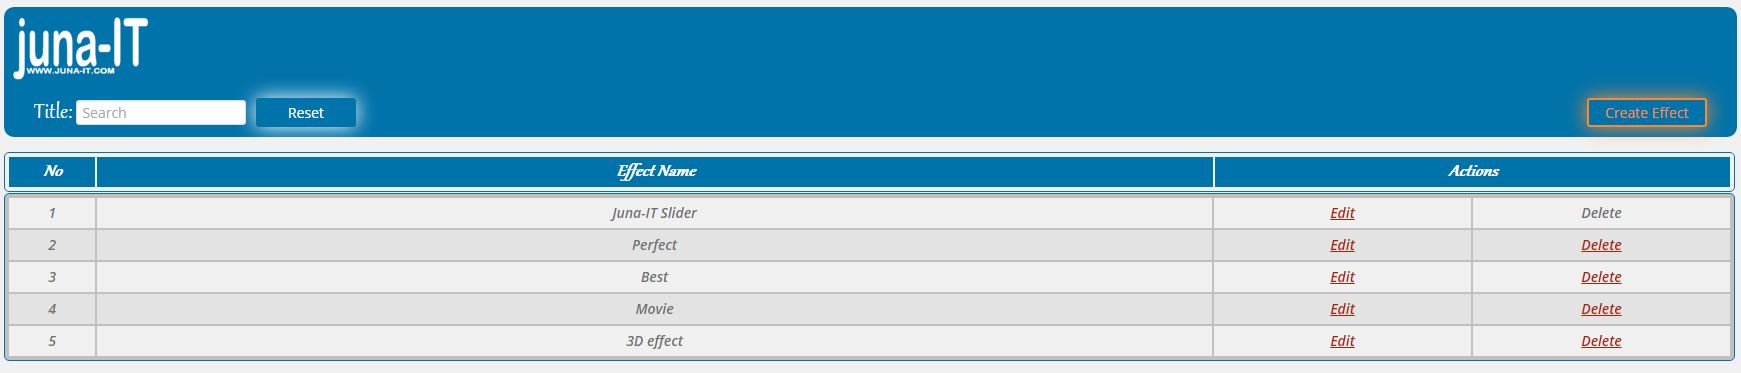 juna-IT
WWW.JUNA-IT.COM
Title: Search Reset Create Effect
No Effect Name Actions
1 Juna-IT Slider Edit Delete
2 Perfect Edit Delete
3 Best Edit Delete
4 Movie Edit Delete
5 3D effect Edit Delete